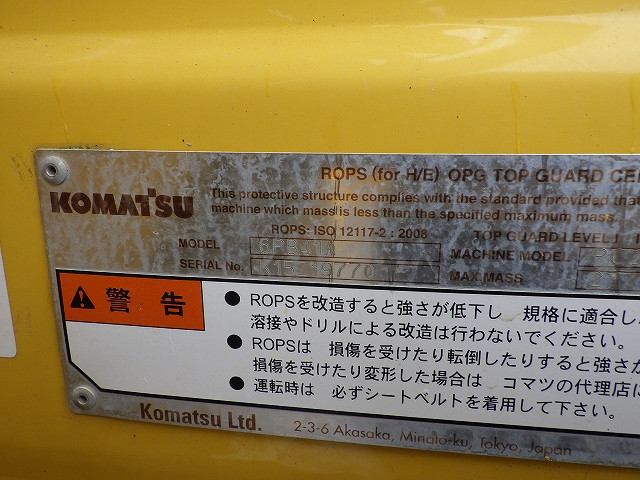 ROPS (for H/E) OPG TOP GUARD
KOMATSU
This protective structure complies with the standard provided that
machine which mass is less than the specified maximum mass.
ROPS: ISO 12117-2 : 2008 TOP GUARD LEVEL I
MODEL MACHINE MODEL
SERIAL No. MAX MASS
警告
● ROPSを改造すると強さが低下し 規格に適合し
溶接やドリルによる改造は行わないでください。
● ROPSは 損傷を受けたり転倒したりすると強さが
損傷を受けたり変形した場合は コマツの代理店
● 運転時は 必ずシートベルトを着用して下さい。
Komatsu Ltd. 2-3-6 Akasaka, Minato-ku, Tokyo, Japan